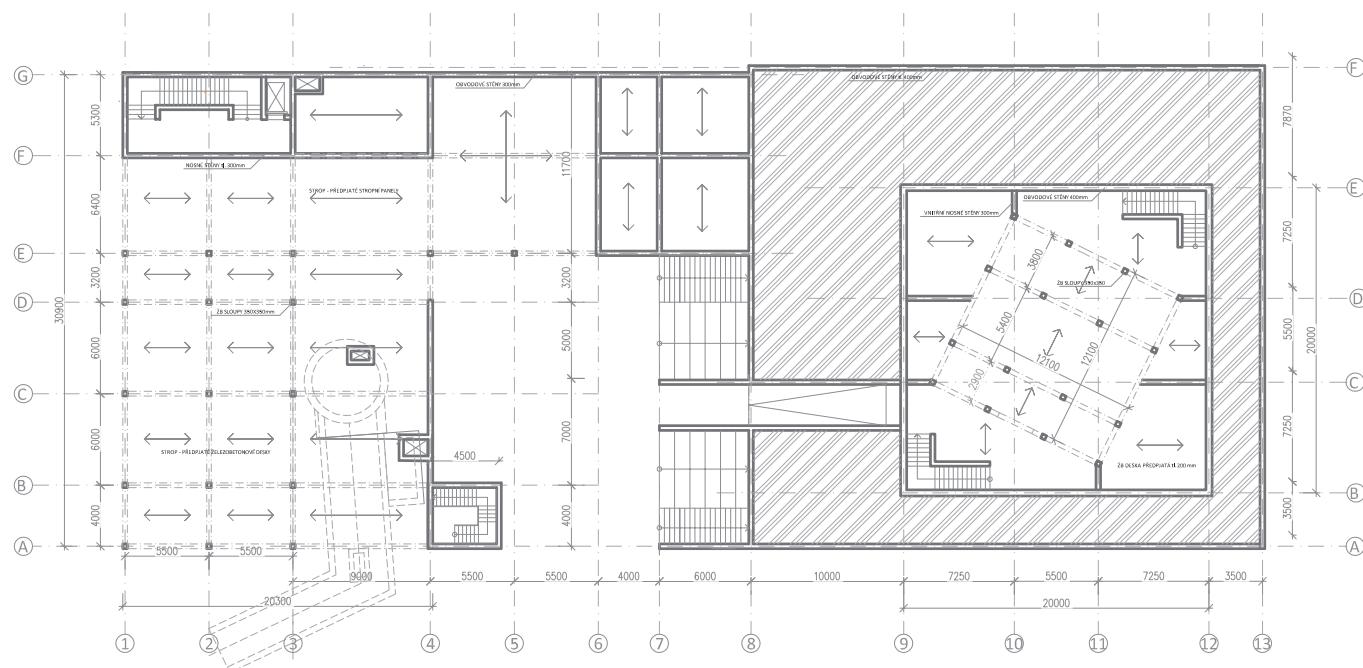 G
F
E
D
C
B
A
F
E
D
C
B
A
5300
6400
3200
6000
6000
4000
30900
11700
3200
5000
7000
4000
7870
7250
5500
7250
3500
20000
OBVODOVÉ STĚNY 300mm
OBVODOVÉ STĚNY tl. 400mm
NOSNÉ STĚNY tl. 300mm
STROP - PŘEDPJATÉ STROPNÍ PANELY
ŽB SLOUPY 350X350mm
STROP - PŘEDPJATÉ ŽELEZOBETONOVÉ DESKY
OBVODOVÉ STĚNY 400mm
VNITŘNÍ NOSNÉ STĚNY 300mm
ŽB SLOUPY 350x350
ŽB DESKA PŘEDPJATÁ tl. 200 mm
3800
5400
2900
12100
12100
4500
5500
5500
9000
5500
5500
4000
6000
10000
7250
5500
7250
3500
20300
20000
1
2
3
4
5
6
7
8
9
10
11
12
13